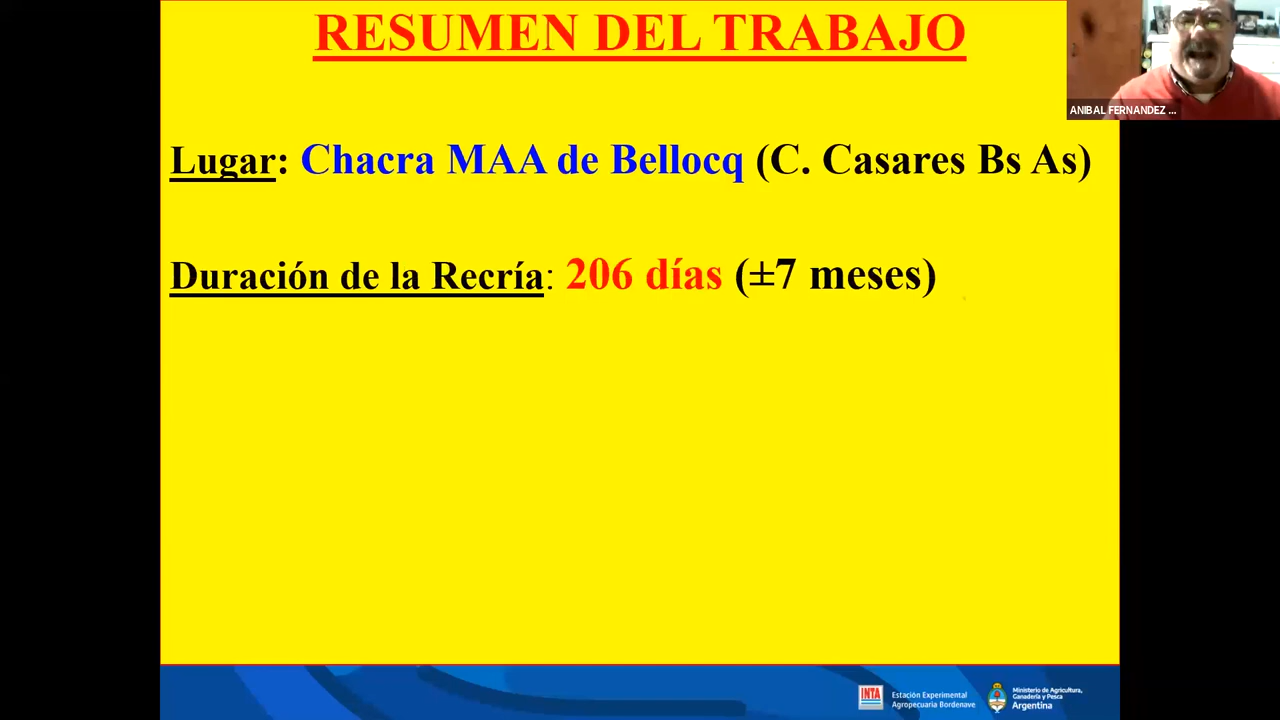 RESUMEN DEL TRABAJO
ANIBAL FERNANDEZ ...
Lugar: Chacra MAA de Bellocq (C. Casares Bs As)
Duración de la Recría: 206 días (±7 meses)
INTA
Estación Experimental
Agropecuaria Bordenave
Ministerio de Agricultura,
Ganadería y Pesca
Argentina